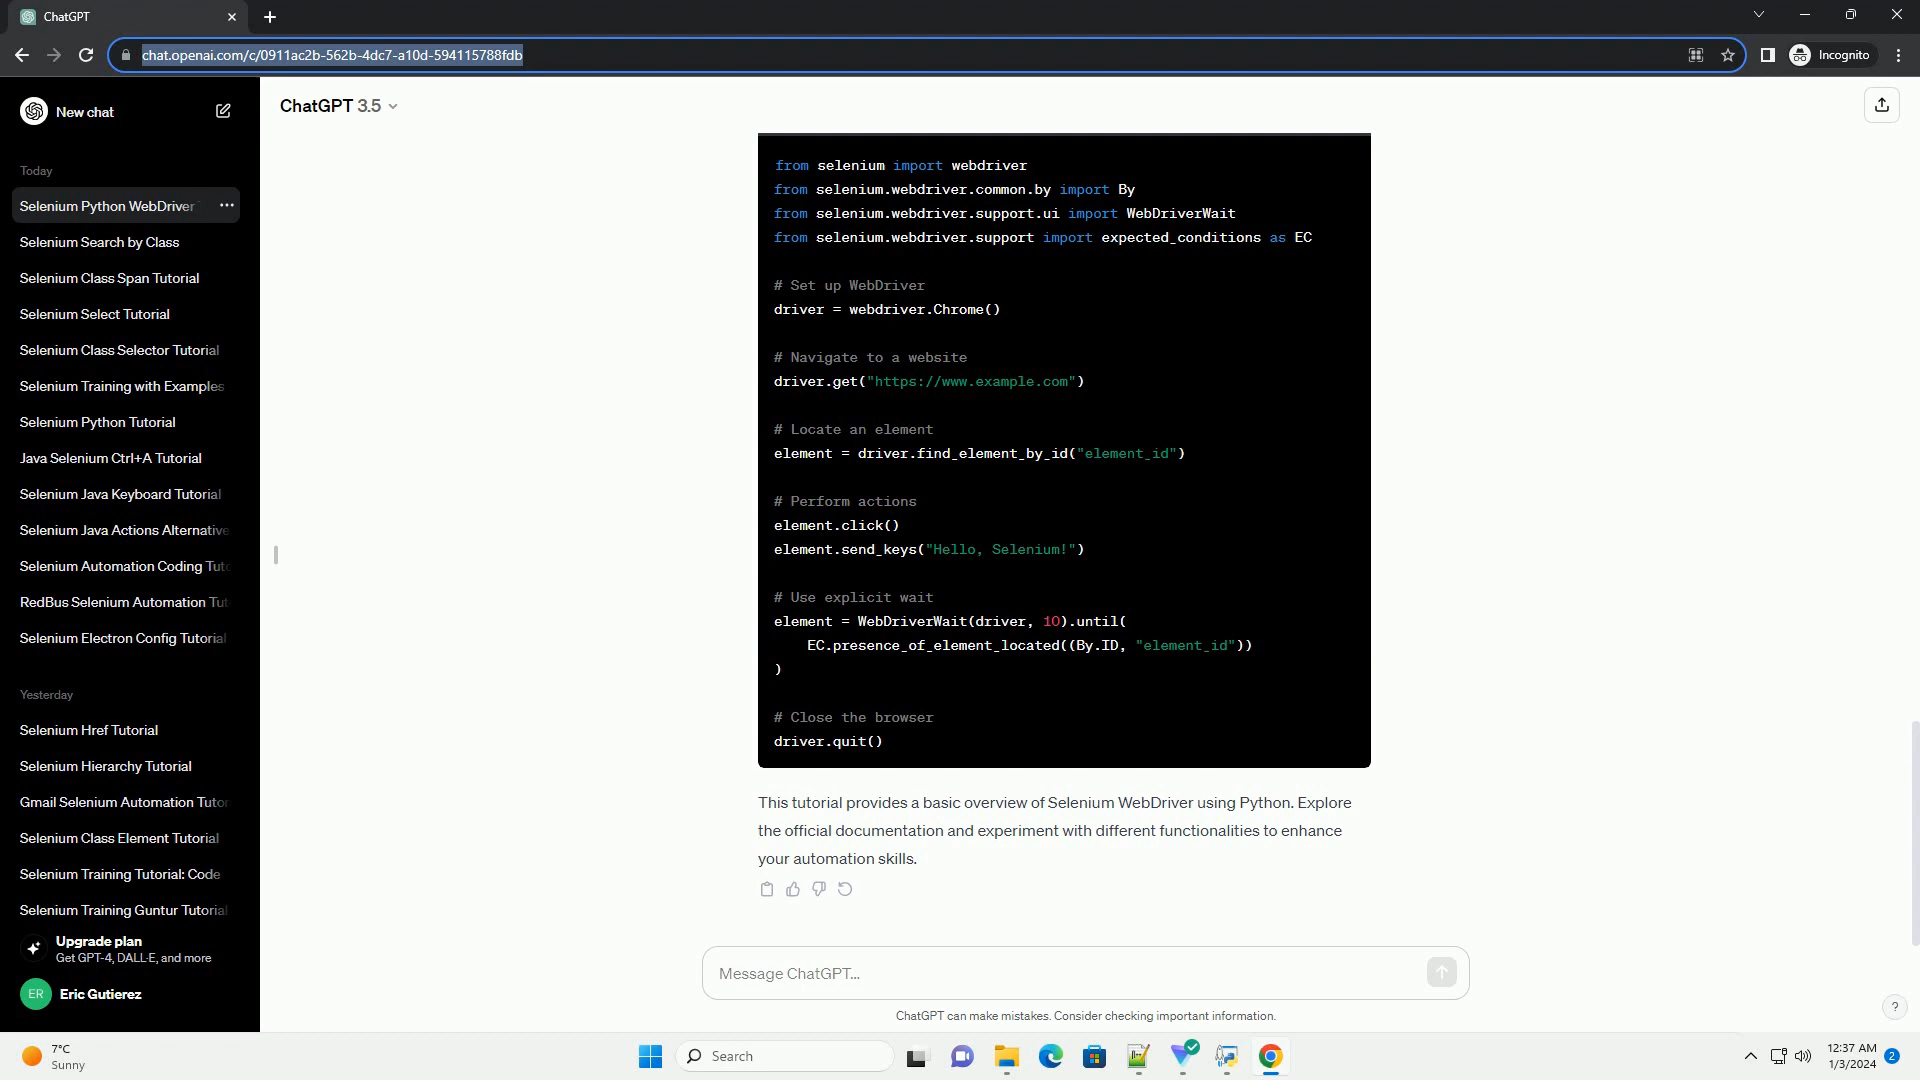 ChatGPT
chat.openai.com/c/0911ac2b-562b-4dc7-a10d-594115788fdb
Incognito
New chat
Today
Selenium Python WebDriver
Selenium Search by Class
Selenium Class Span Tutorial
Selenium Select Tutorial
Selenium Class Selector Tutorial
Selenium Training with Examples
Selenium Python Tutorial
Java Selenium Ctrl+A Tutorial
Selenium Java Keyboard Tutorial
Selenium Java Actions Alternative
Selenium Automation Coding Tuto
RedBus Selenium Automation Tut
Selenium Electron Config Tutorial
Yesterday
Selenium Href Tutorial
Selenium Hierarchy Tutorial
Gmail Selenium Automation Tutor
Selenium Class Element Tutorial
Selenium Training Tutorial: Code
Selenium Training Guntur Tutorial
Upgrade plan
Get GPT-4, DALL·E, and more
ER
Eric Gutierez
ChatGPT 3.5
from selenium import webdriver
from selenium.webdriver.common.by import By
from selenium.webdriver.support.ui import WebDriverWait
from selenium.webdriver.support import expected_conditions as EC
# Set up WebDriver
driver = webdriver.Chrome()
# Navigate to a website
driver.get("https://www.example.com")
# Locate an element
element = driver.find_element_by_id("element_id")
# Perform actions
element.click()
element.send_keys("Hello, Selenium!")
# Use explicit wait
element = WebDriverWait(driver, 10).until(
EC.presence_of_element_located((By.ID, "element_id"))
)
# Close the browser
driver.quit()
This tutorial provides a basic overview of Selenium WebDriver using Python. Explore
the official documentation and experiment with different functionalities to enhance
your automation skills.
Message ChatGPT...
ChatGPT can make mistakes. Consider checking important information.
?
7°C
Sunny
Search
12:37 AM
1/3/2024
2